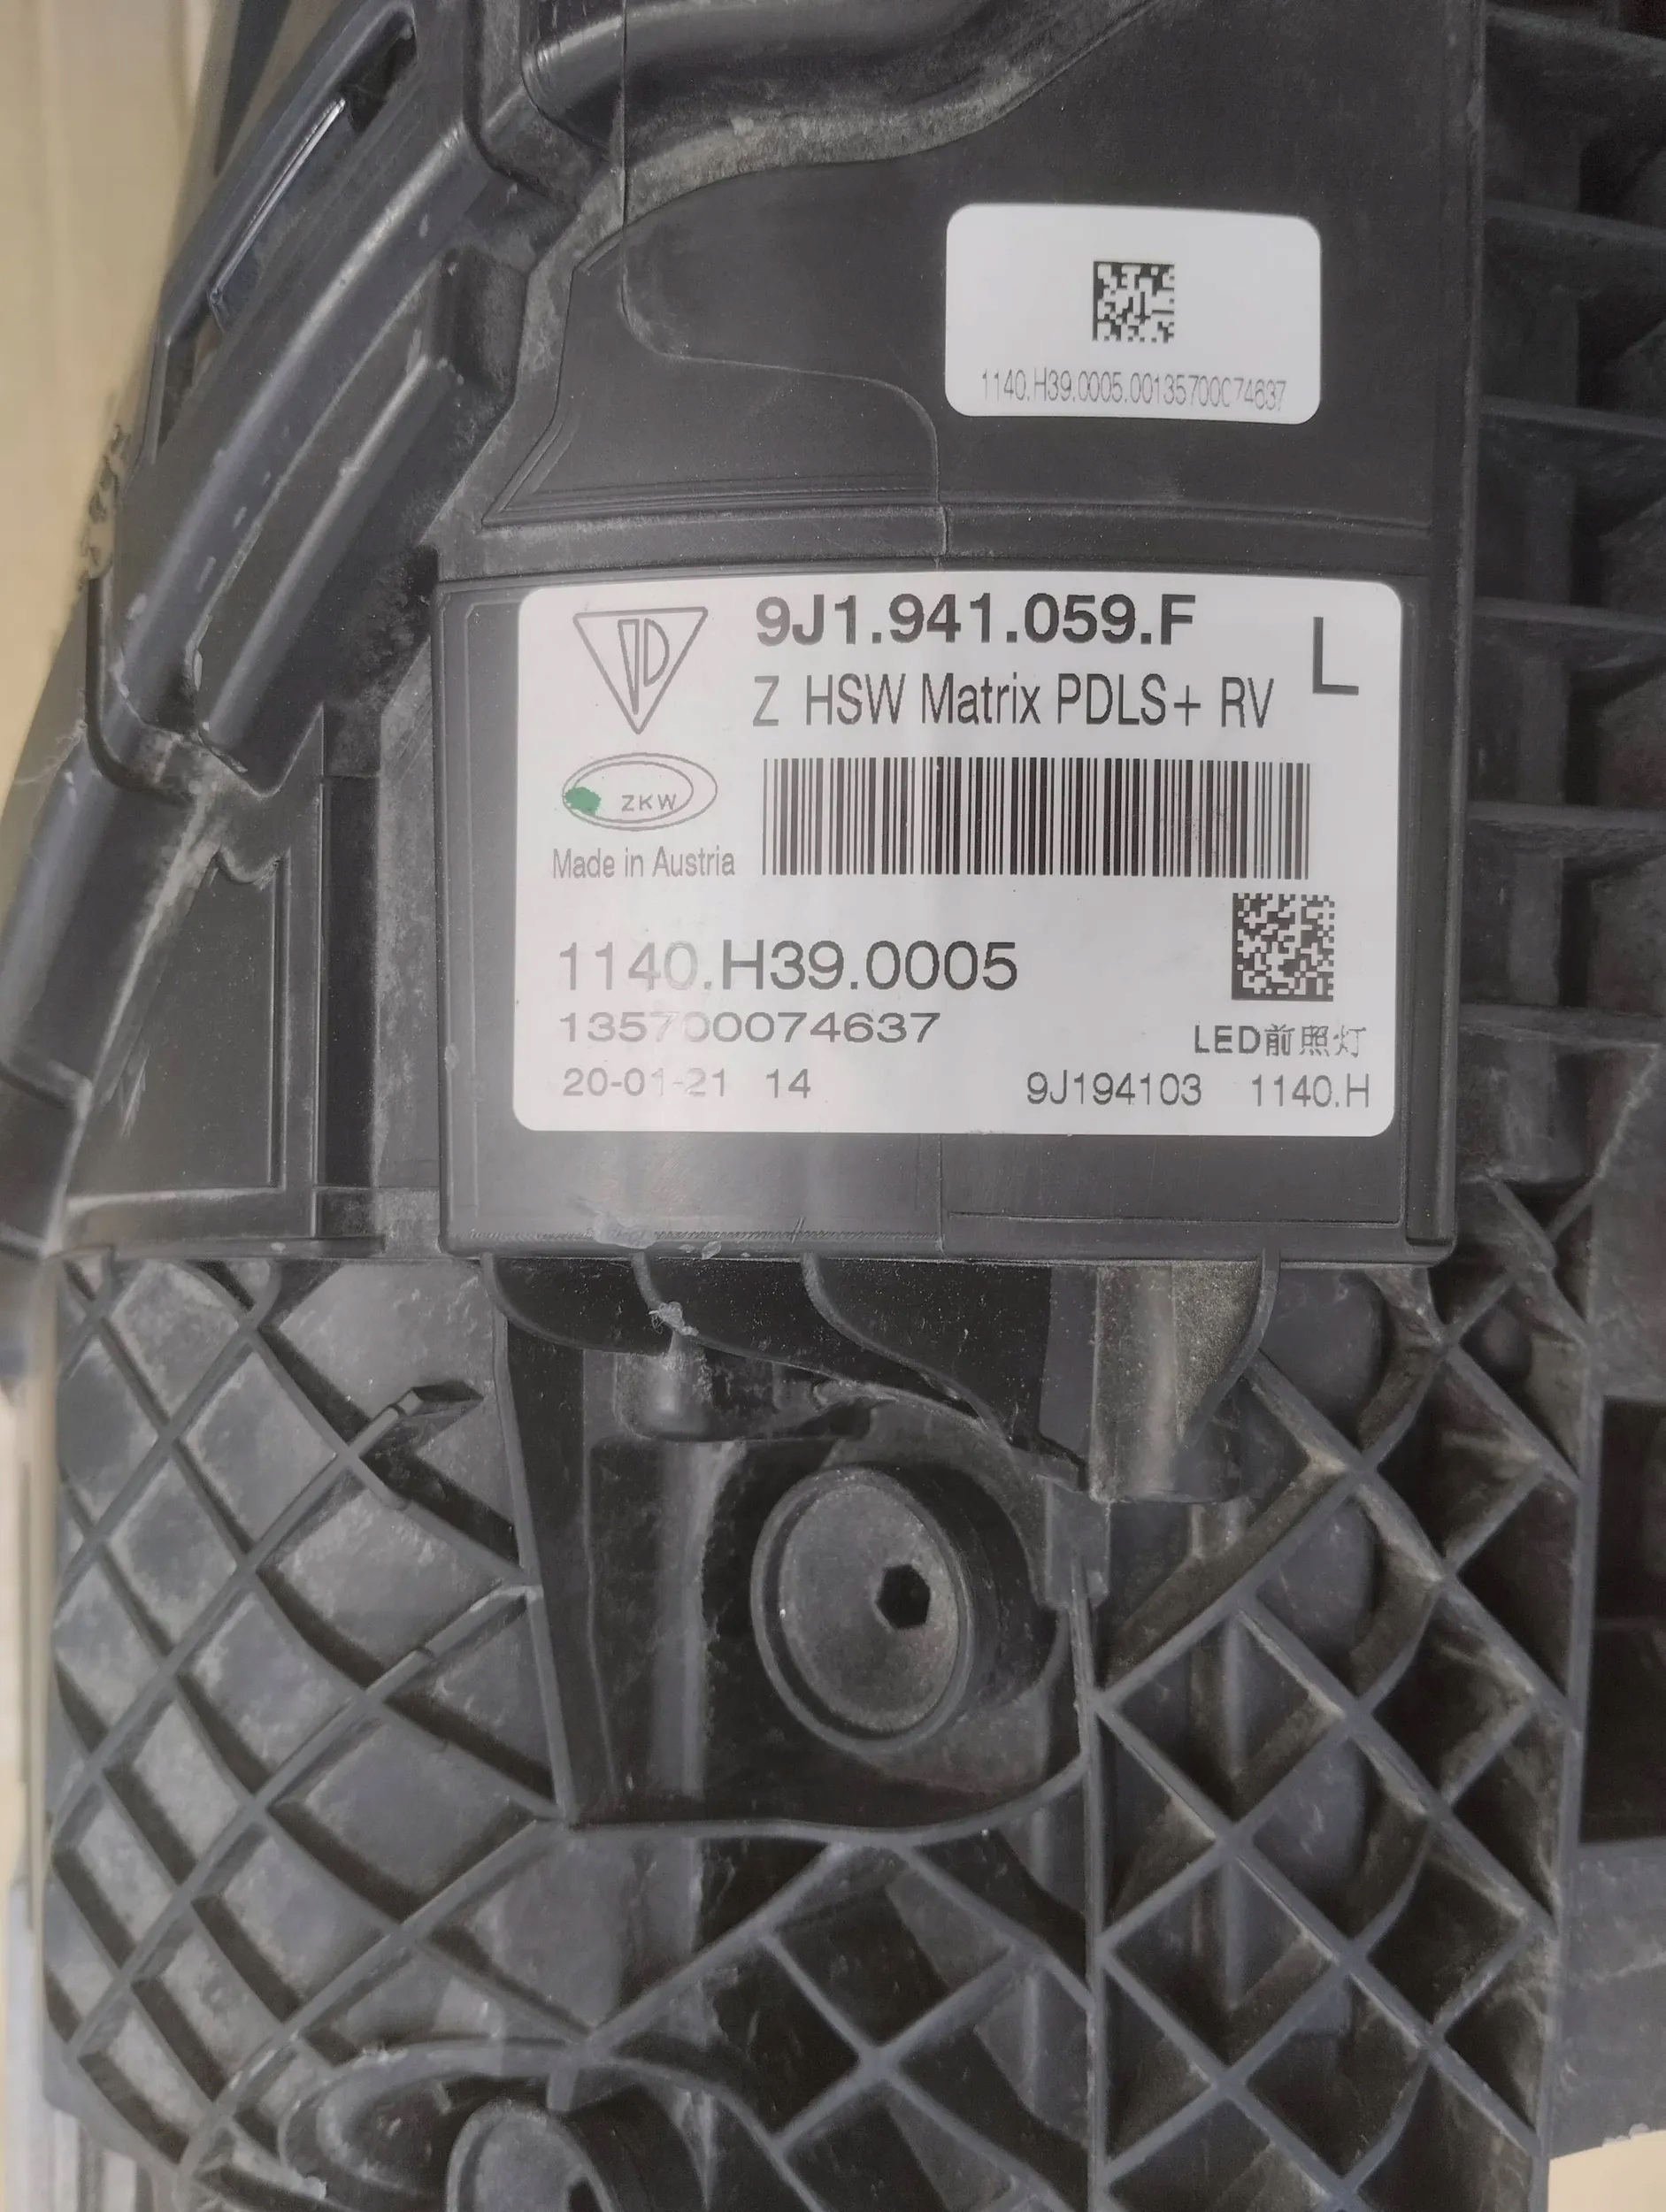 1140.H39.0005.00135700074637
9J1.941.059.F
L
Z HSW Matrix PDLS+ RV
ZKW
Made in Austria
1140.H39.0005
135700074637
LED前照灯
20-01-21 14
9J194103 1140.H